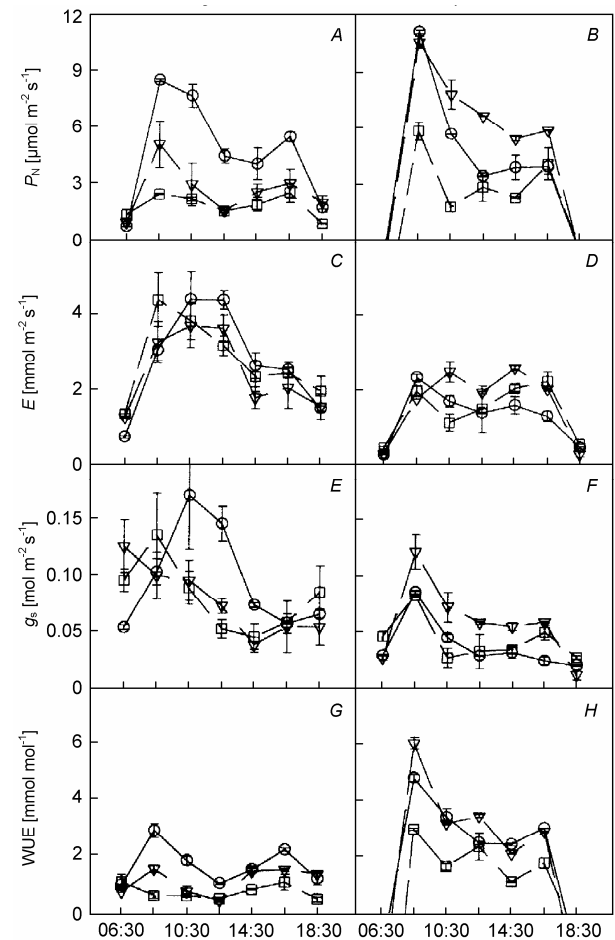 12
A
B
9
6
3
0
P_N [μmol m⁻² s⁻¹]
C
D
4
2
0
E [mmol m⁻² s⁻¹]
E
F
0.15
0.10
0.05
0
g_s [mol m⁻² s⁻¹]
G
H
6
4
2
0
WUE [mmol mol⁻¹]
06:30 10:30 14:30 18:30 06:30 10:30 14:30 18:30